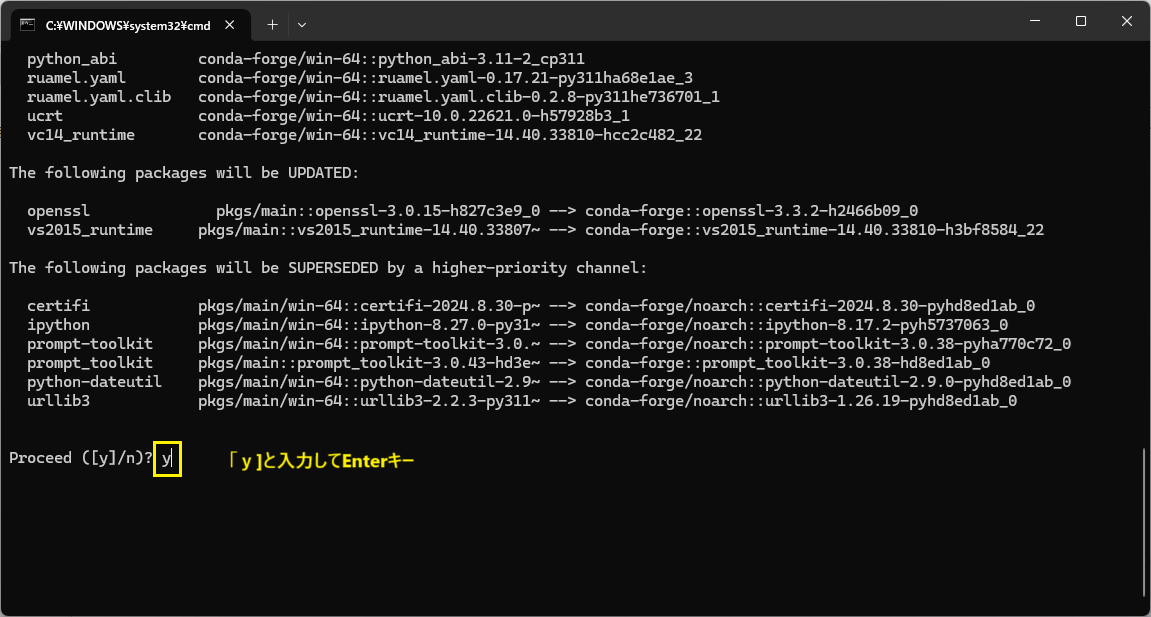 C:¥WINDOWS¥system32¥cmd
python_abi conda-forge/win-64::python_abi-3.11-2_cp311
ruamel.yaml conda-forge/win-64::ruamel.yaml-0.17.21-py311ha68e1ae_3
ruamel.yaml.clib conda-forge/win-64::ruamel.yaml.clib-0.2.8-py311he736701_1
ucrt conda-forge/win-64::ucrt-10.0.22621.0-h57928b3_1
vc14_runtime conda-forge/win-64::vc14_runtime-14.40.33810-hcc2c482_22
The following packages will be UPDATED:
openssl pkgs/main::openssl-3.0.15-h827c3e9_0 --> conda-forge::openssl-3.3.2-h2466b09_0
vs2015_runtime pkgs/main::vs2015_runtime-14.40.33807~ --> conda-forge::vs2015_runtime-14.40.33810-h3bf8584_22
The following packages will be SUPERSEDED by a higher-priority channel:
certifi pkgs/main/win-64::certifi-2024.8.30-p~ --> conda-forge/noarch::certifi-2024.8.30-pyhd8ed1ab_0
ipython pkgs/main/win-64::ipython-8.27.0-py31~ --> conda-forge/noarch::ipython-8.17.2-pyh5737063_0
prompt-toolkit pkgs/main/win-64::prompt-toolkit-3.0.~ --> conda-forge/noarch::prompt-toolkit-3.0.38-pyha770c72_0
prompt_toolkit pkgs/main::prompt_toolkit-3.0.43-hd3e~ --> conda-forge::prompt_toolkit-3.0.38-hd8ed1ab_0
python-dateutil pkgs/main/win-64::python-dateutil-2.9~ --> conda-forge/noarch::python-dateutil-2.9.0-pyhd8ed1ab_0
urllib3 pkgs/main/win-64::urllib3-2.2.3-py311~ --> conda-forge/noarch::urllib3-1.26.19-pyhd8ed1ab_0
Proceed ([y]/n)? y 「 y ]と入力してEnterキー